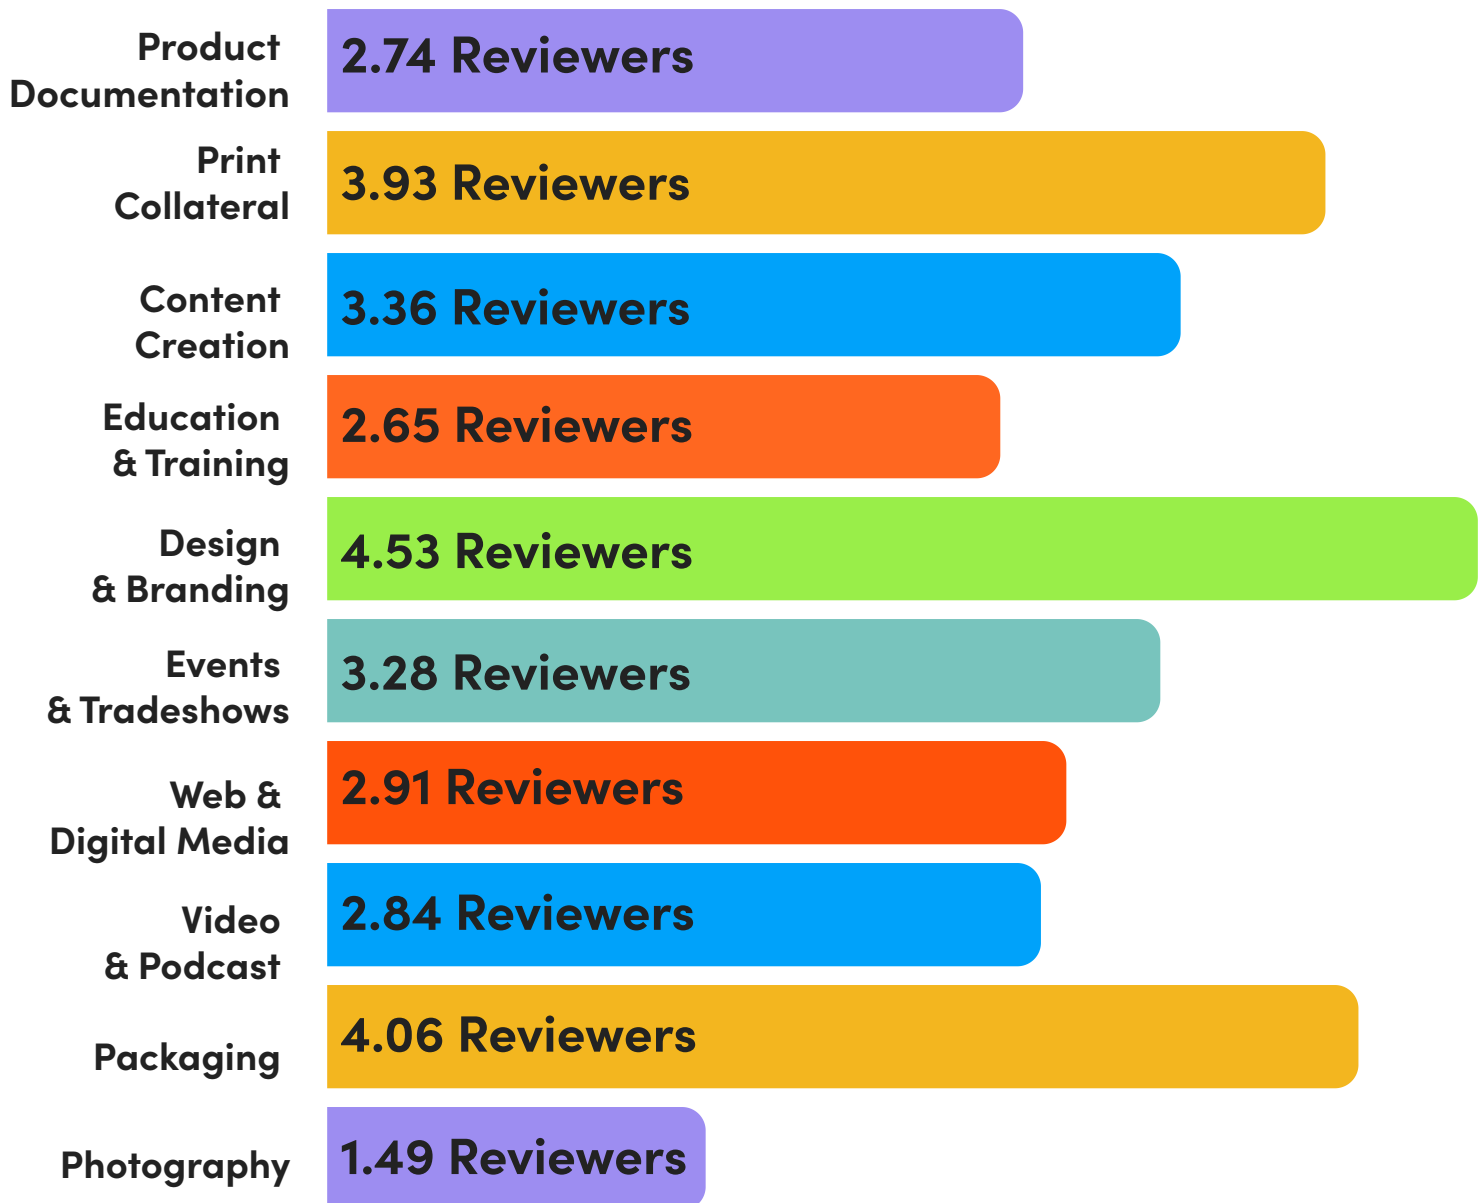 Product
Documentation
2.74 Reviewers
Print
Collateral
3.93 Reviewers
Content
Creation
3.36 Reviewers
Education
& Training
2.65 Reviewers
Design
& Branding
4.53 Reviewers
Events
& Tradeshows
3.28 Reviewers
Web &
Digital Media
2.91 Reviewers
Video
& Podcast
2.84 Reviewers
Packaging
4.06 Reviewers
Photography
1.49 Reviewers